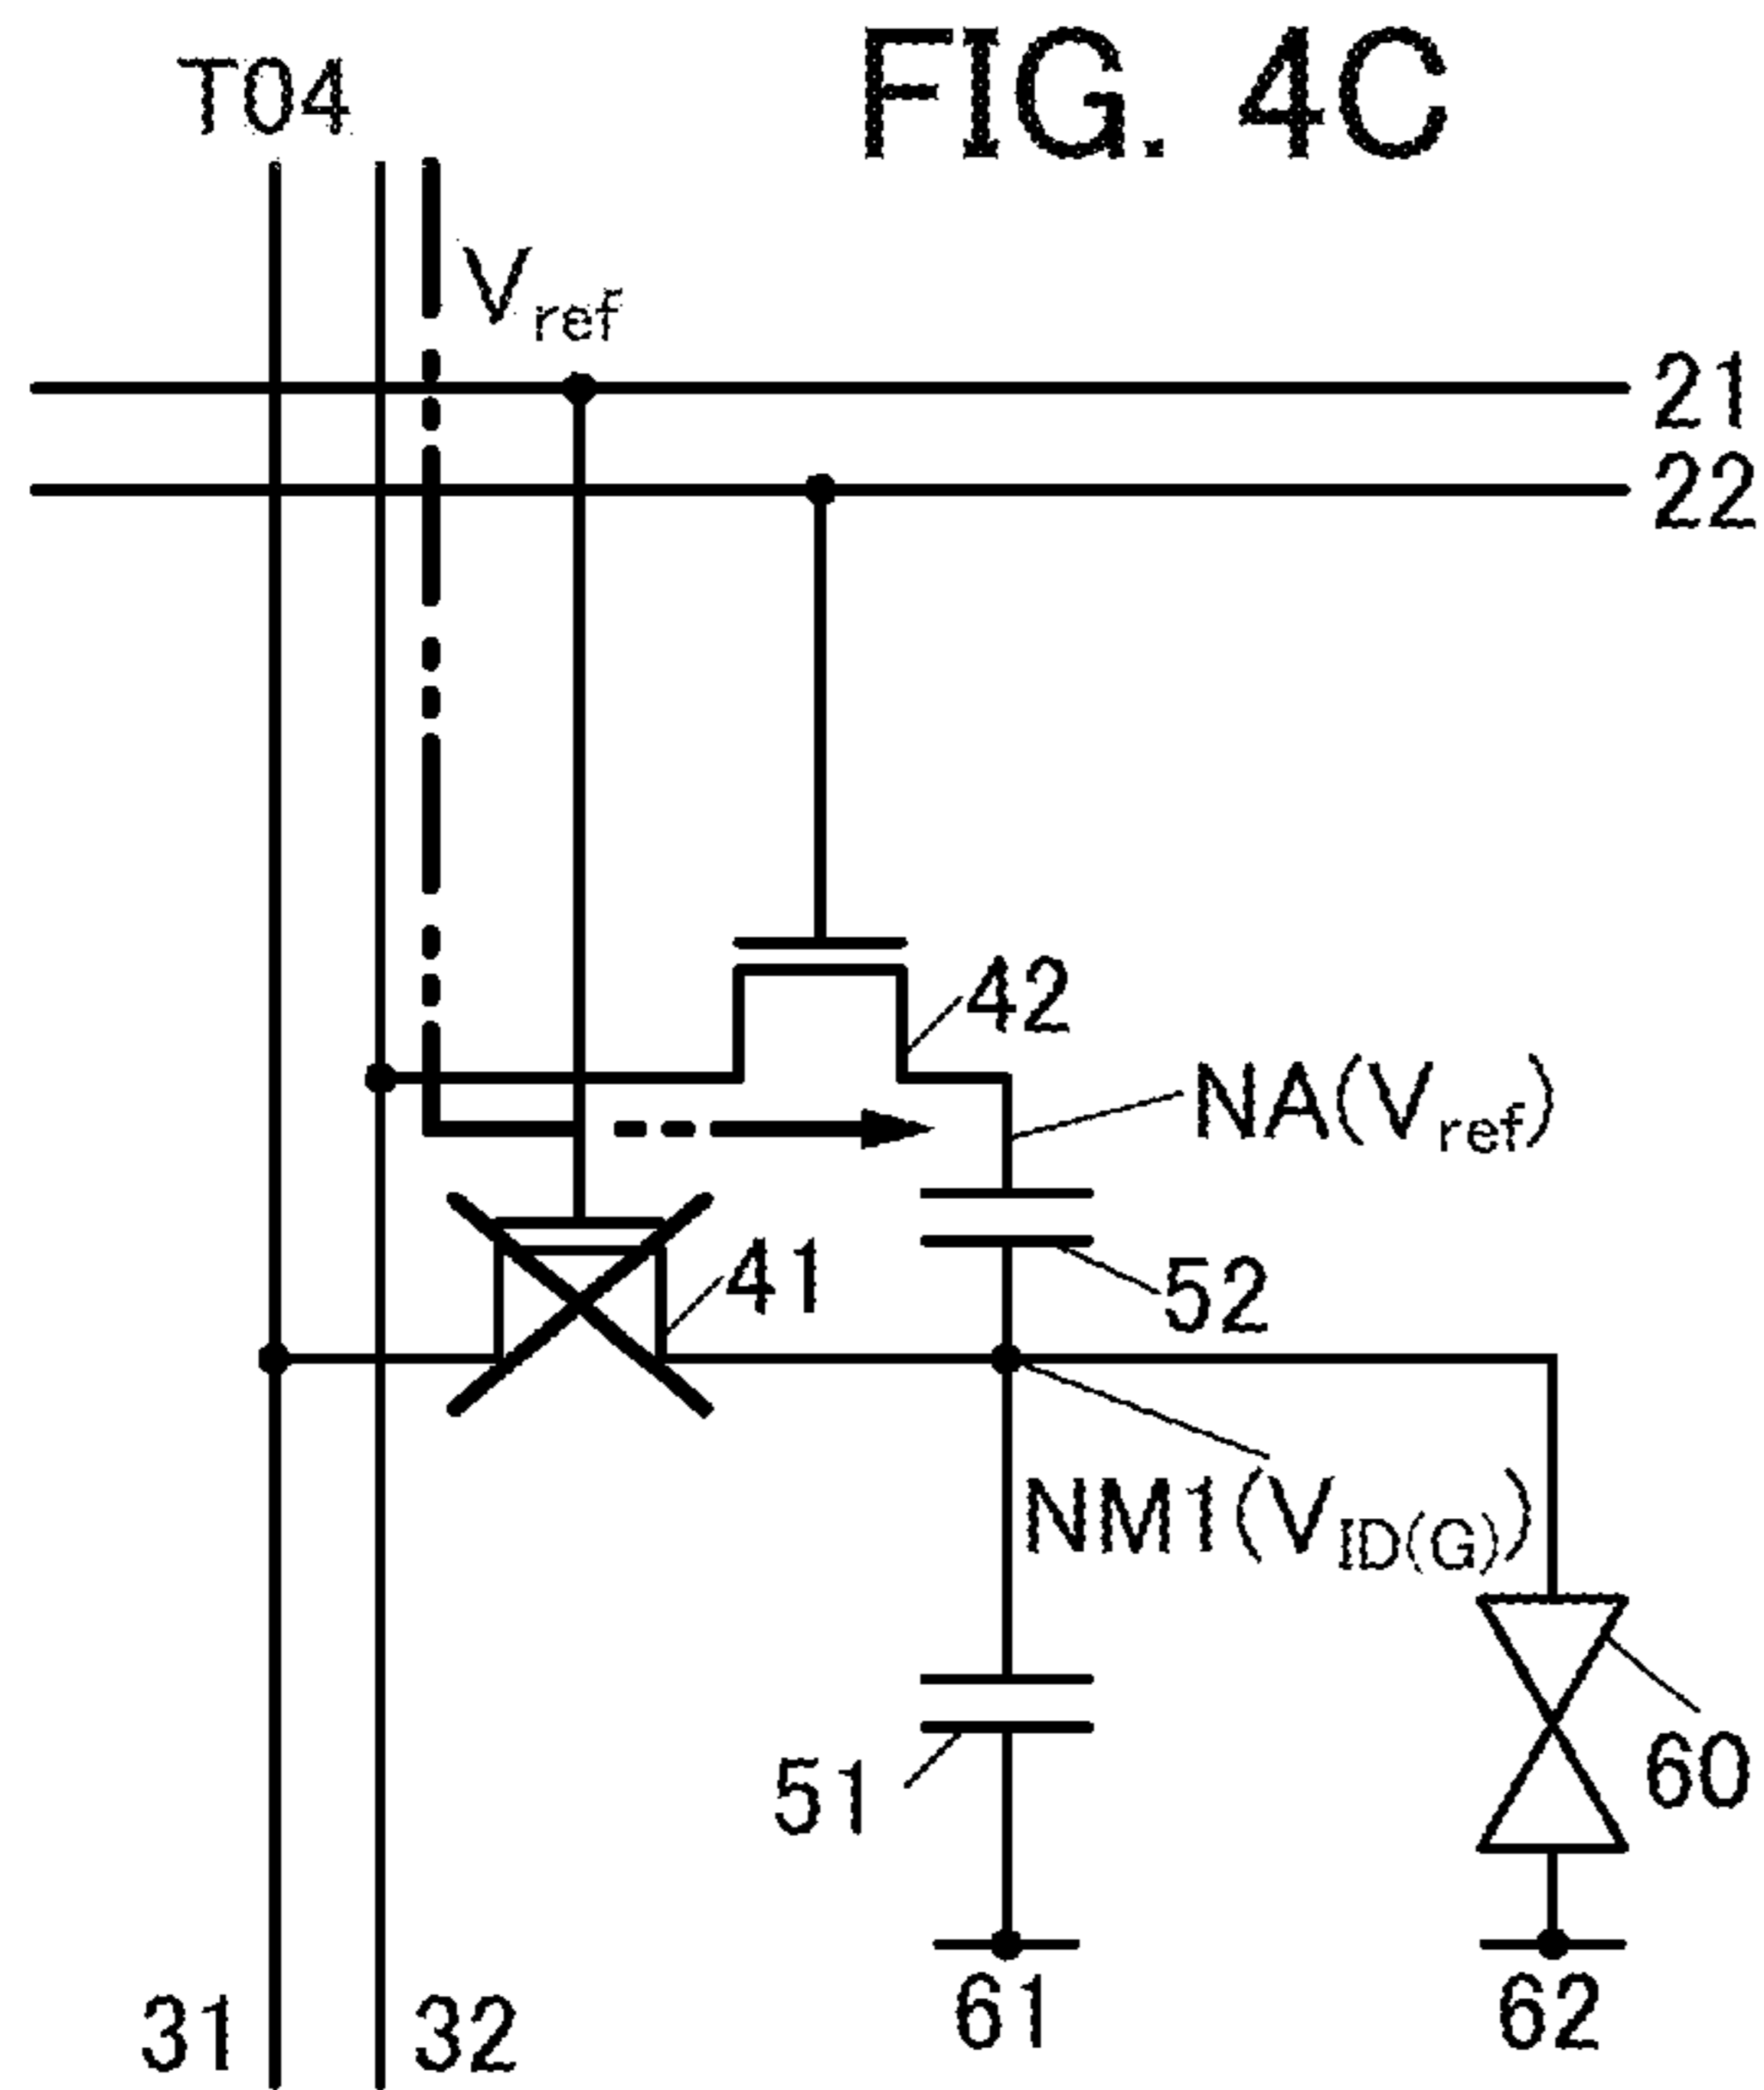 FIG. 4C
T04
Vref
21
22
42
NA(Vref)
41
52
NM1(VID(G))
51
60
61
62
31
32